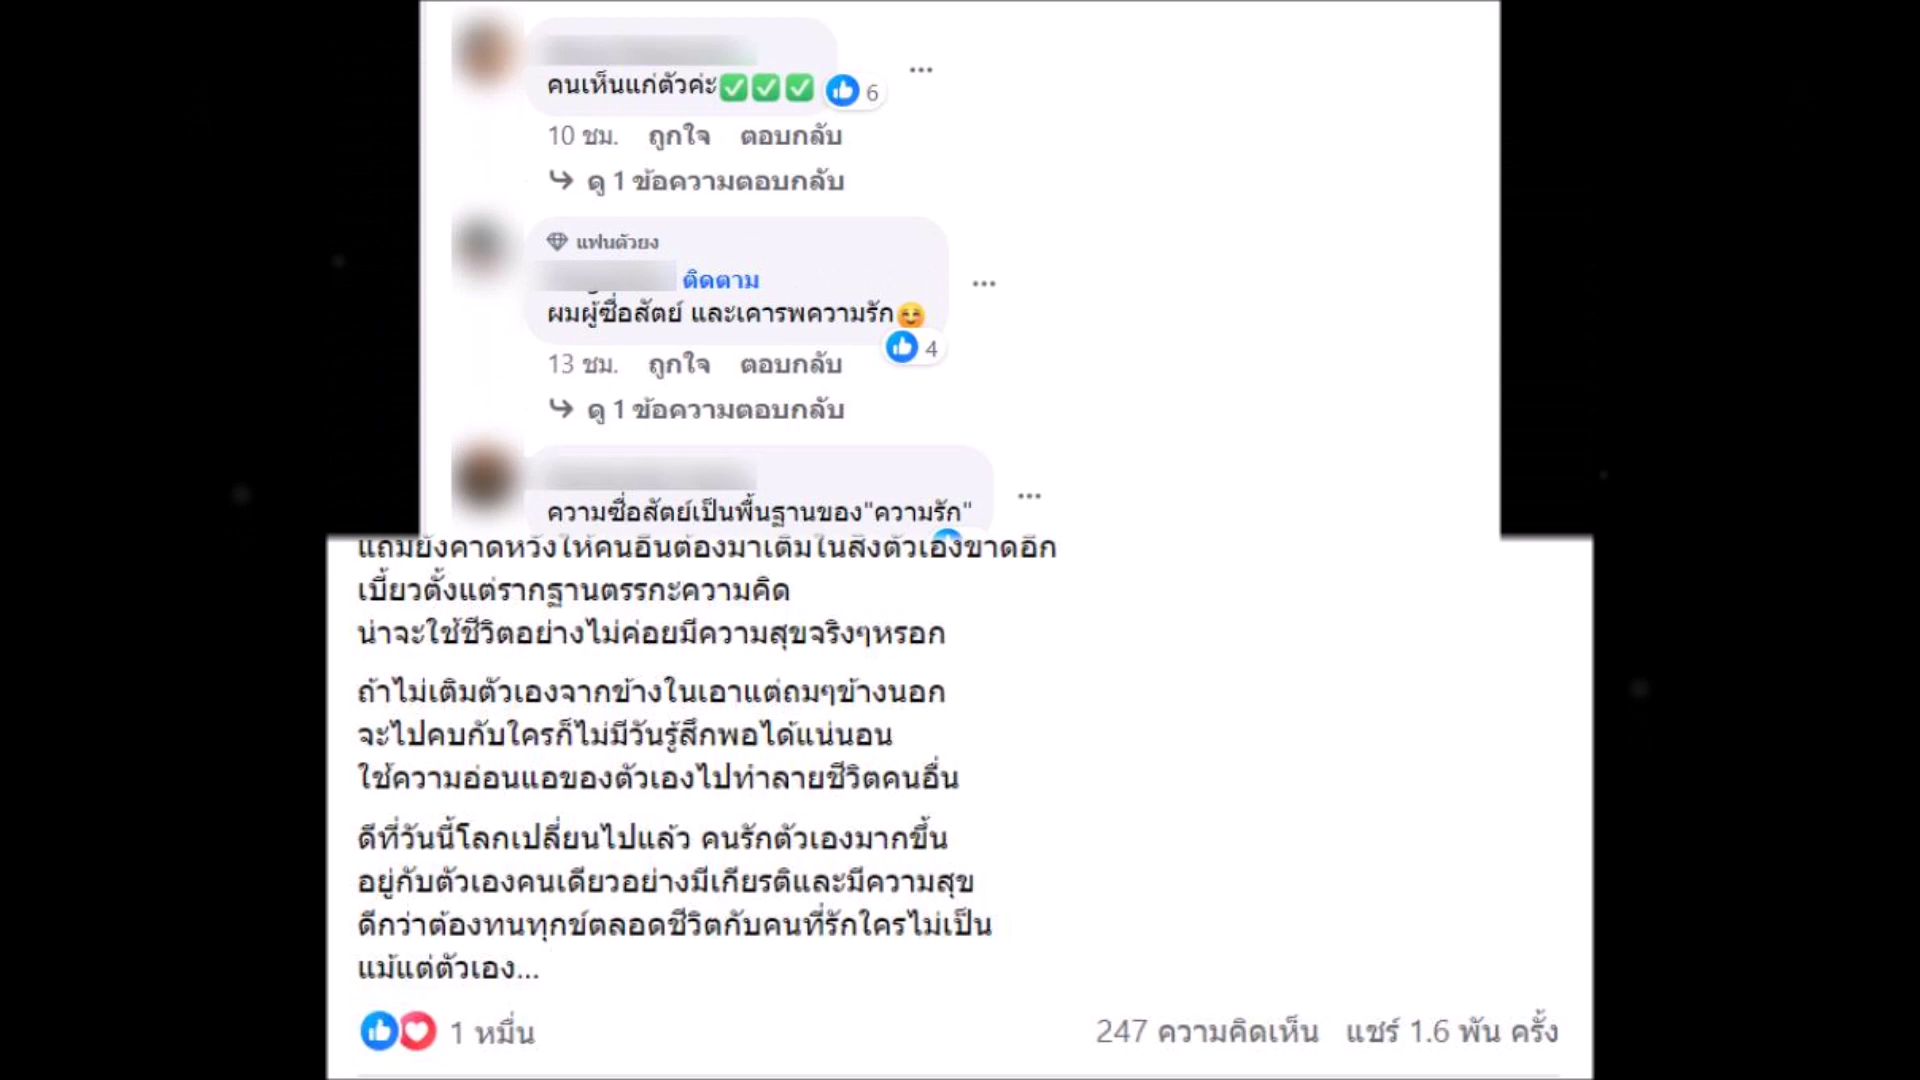 คนเห็นแก่ตัวค่ะ✅✅✅ 6
10 ชม. ถูกใจ ตอบกลับ
ดู 1 ข้อความตอบกลับ
แฟนตัวยง
ติดตาม
ผมผู้ซื่อสัตย์ และเคารพความรัก☺️
4
13 ชม. ถูกใจ ตอบกลับ
ดู 1 ข้อความตอบกลับ
ความซื่อสัตย์เป็นพื้นฐานของ"ความรัก"
แถมยังคาดหวังให้คนอื่นต้องมาเติมในสิ่งตัวเองขาดอีก
เบี้ยวตั้งแต่รากฐานตรรกะความคิด
น่าจะใช้ชีวิตอย่างไม่ค่อยมีความสุขจริงๆหรอก
ถ้าไม่เติมตัวเองจากข้างในเอาแต่ถมๆข้างนอก
จะไปคบกับใครก็ไม่มีวันรู้สึกพอได้แน่นอน
ใช้ความอ่อนแอของตัวเองไปทำลายชีวิตคนอื่น
ดีที่วันนี้โลกเปลี่ยนไปแล้ว คนรักตัวเองมากขึ้น
อยู่กับตัวเองคนเดียวอย่างมีเกียรติและมีความสุข
ดีกว่าต้องทนทุกข์ตลอดชีวิตกับคนที่รักใครไม่เป็น
แม้แต่ตัวเอง...
1 หมื่น 247 ความคิดเห็น แชร์ 1.6 พัน ครั้ง